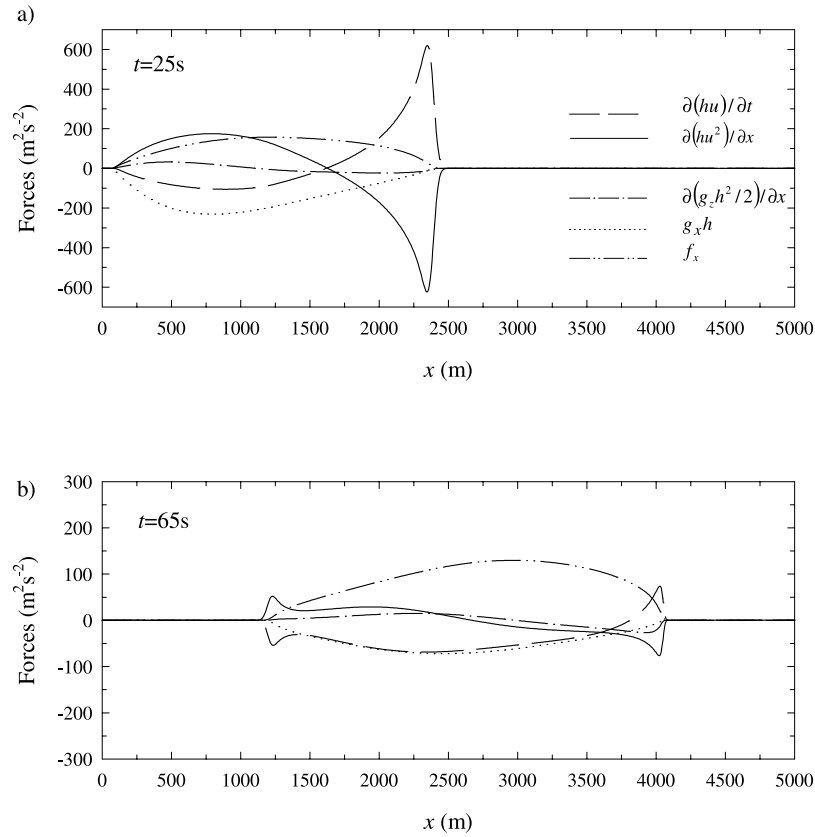 a)
t=25s
Forces (m²s⁻²)
600
400
200
0
-200
-400
-600
∂(hu)/∂t
∂(hu²)/∂x
∂(g_z h²/2)/∂x
g_x h
f_x
0 500 1000 1500 2000 2500 3000 3500 4000 4500 5000
x (m)
b)
t=65s
Forces (m²s⁻²)
300
200
100
0
-100
-200
-300
0 500 1000 1500 2000 2500 3000 3500 4000 4500 5000
x (m)